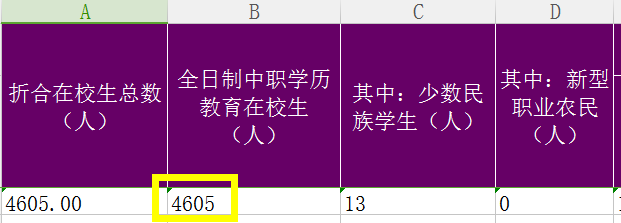 A B C D
折合在校生总数
（人）
全日制中职学历
教育在校生
（人）
其中：少数民
族学生（人）
其中：新型
职业农民
（人）
4605.00 4605 13 0